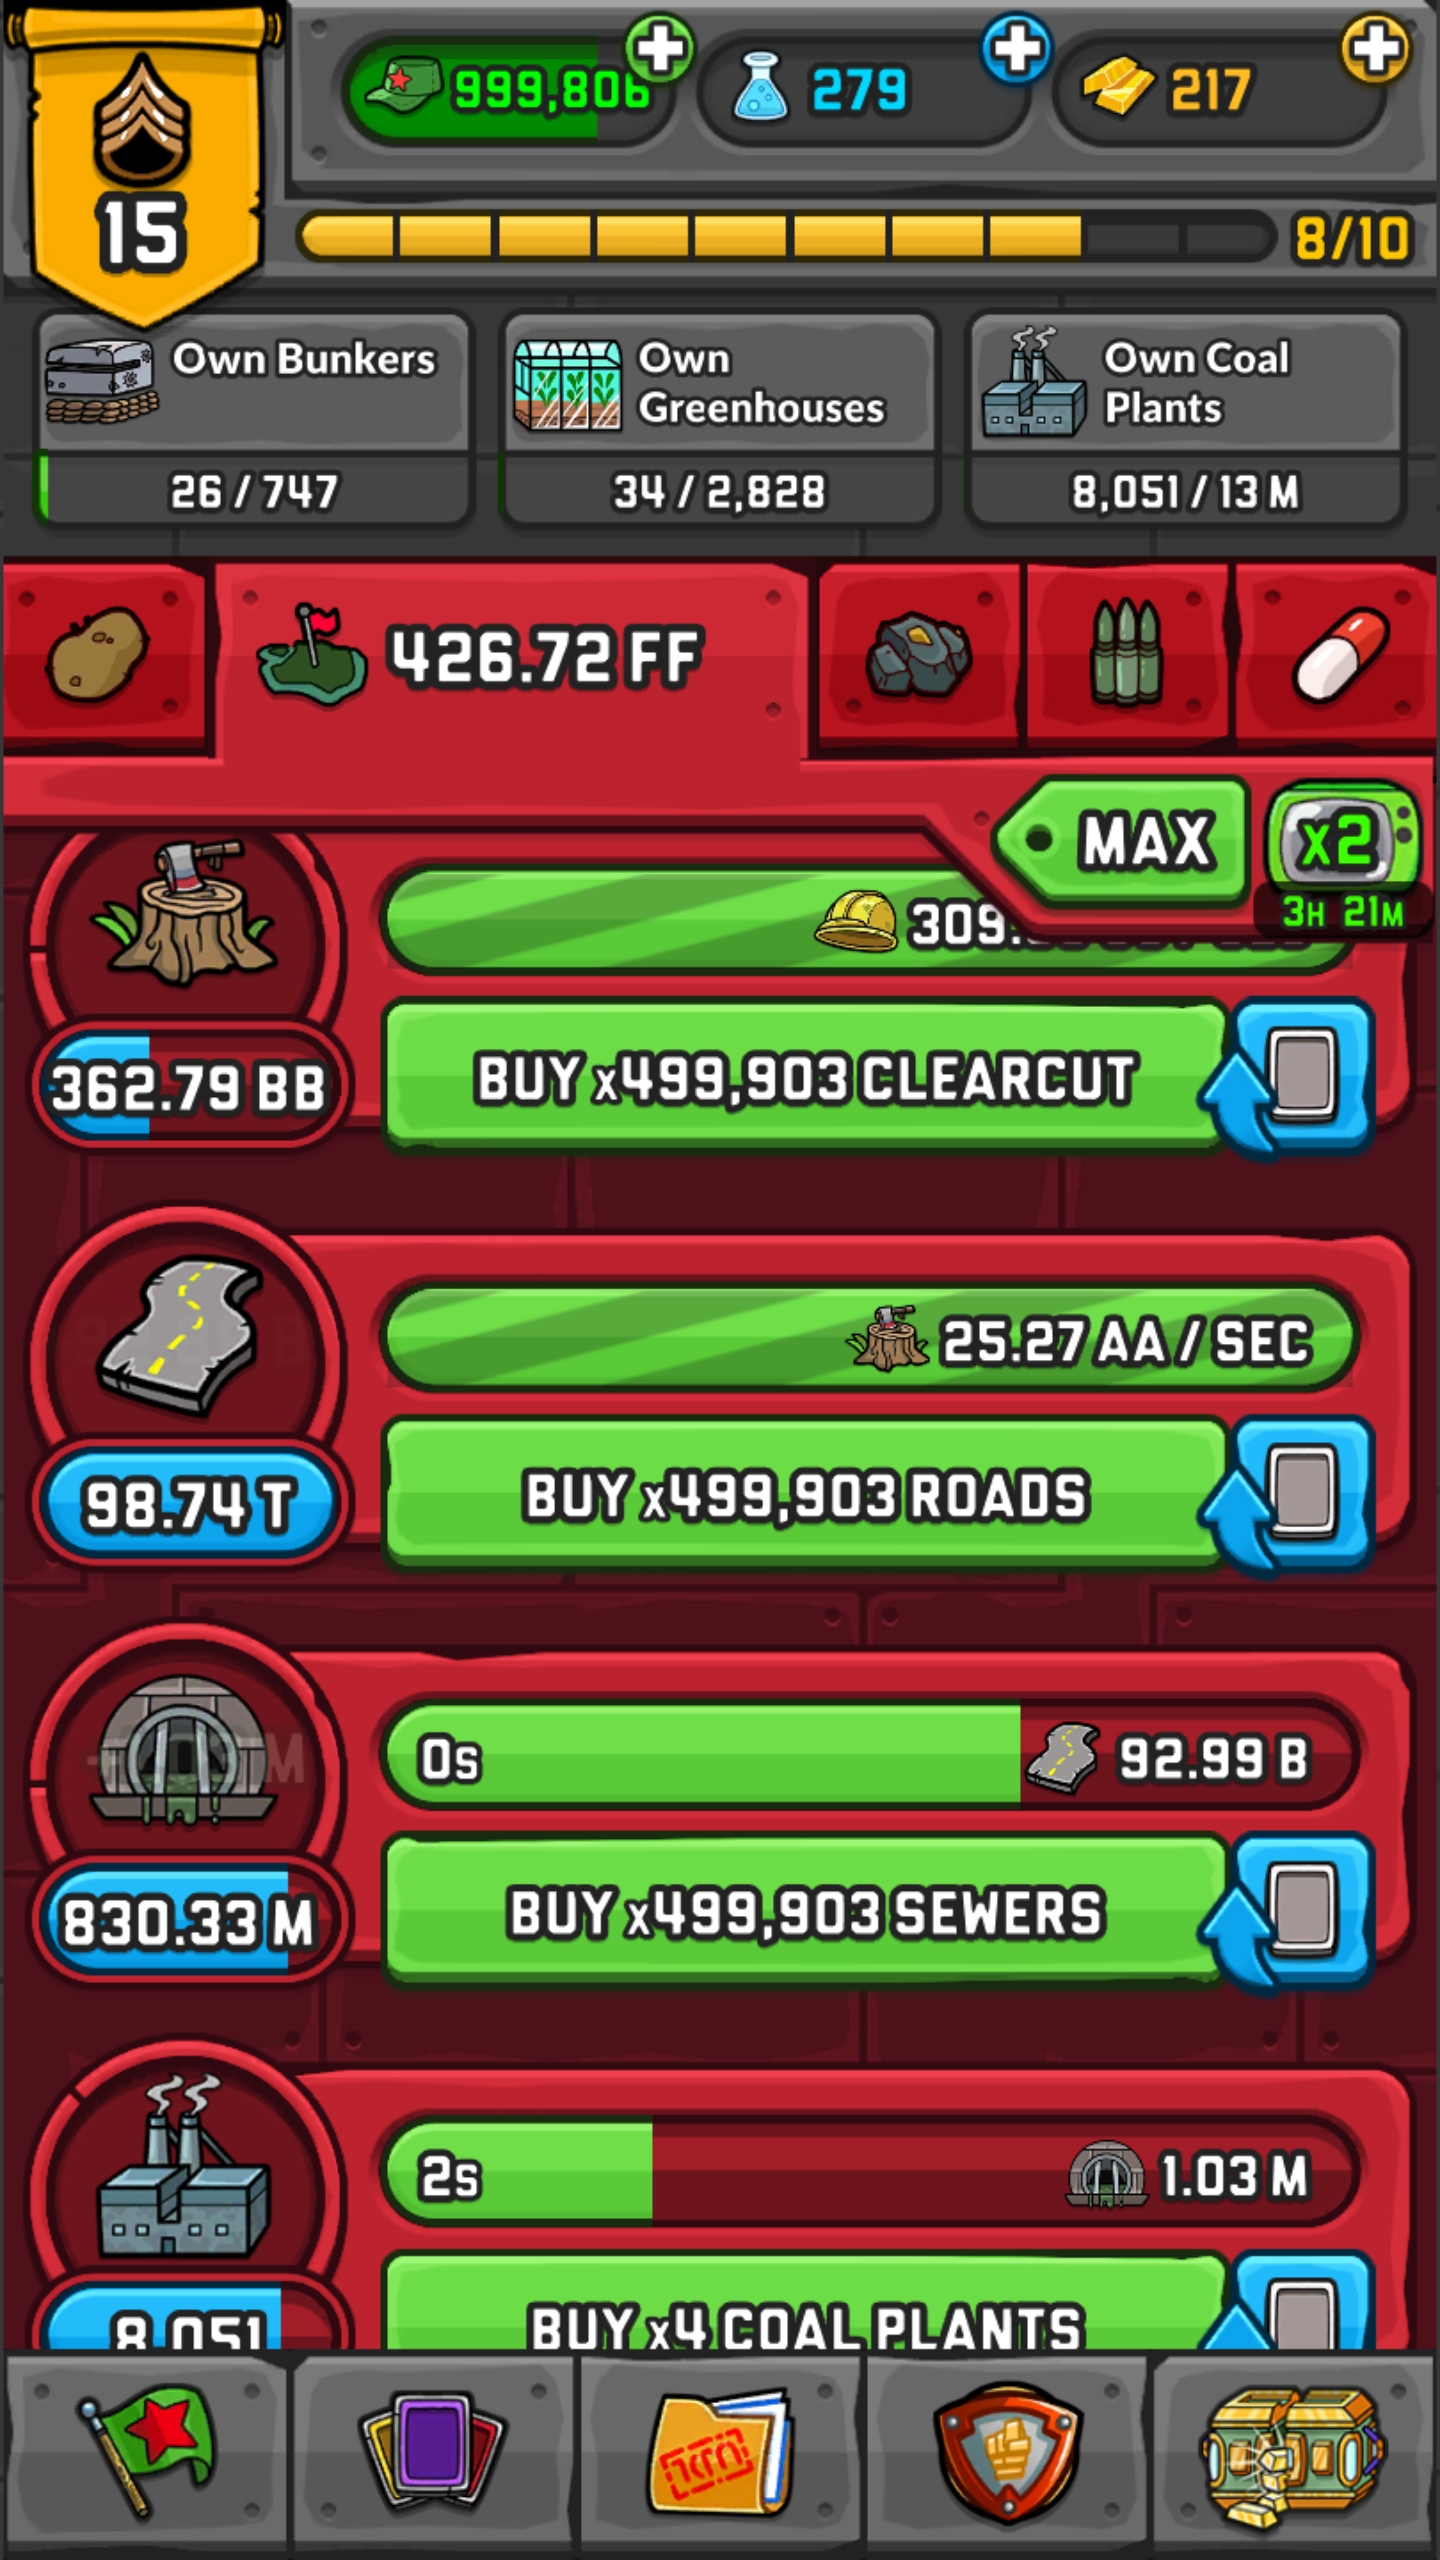 999,806
279
217
15
8/10
Own Bunkers
26 / 747
Own
Greenhouses
34 / 2,828
Own Coal
Plants
8,051 / 13 M
426.72 FF
MAX
x2
3H 21M
309.
362.79 BB
BUY x499,903 CLEARCUT
25.27 AA / SEC
98.74 T
BUY x499,903 ROADS
0s
92.99 B
830.33 M
BUY x499,903 SEWERS
2s
1.03 M
8,051
BUY x4 COAL PLANTS